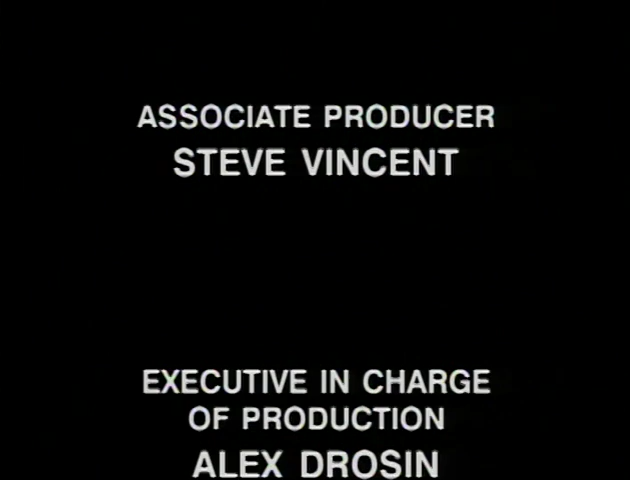 ASSOCIATE PRODUCER
STEVE VINCENT
EXECUTIVE IN CHARGE
OF PRODUCTION
ALEX DROSIN